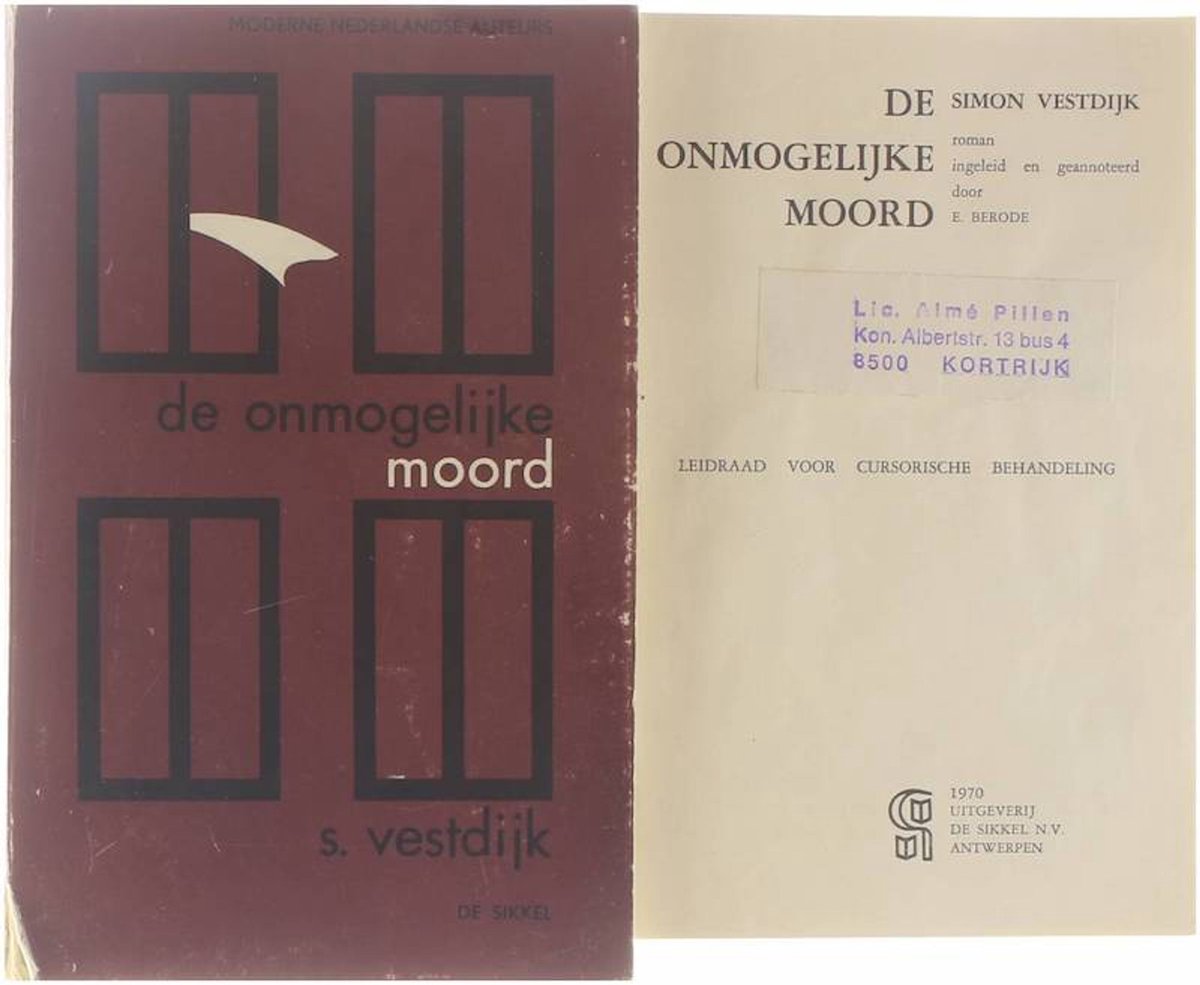 MODERNE NEDERLANDSE AUTEURS
de onmogelijke
moord
s. vestdijk
DE SIKKEL
DE
ONMOGELIJKE
MOORD
SIMON VESTDIJK
roman
ingeleid en geannoteerd
door
E. BERODE
Lic. Aimé Pillen
Kon. Albertstr. 13 bus 4
8500 KORTRIJK
LEIDRAAD VOOR CURSORISCHE BEHANDELING
1970
UITGEVERIJ
DE SIKKEL N.V.
ANTWERPEN